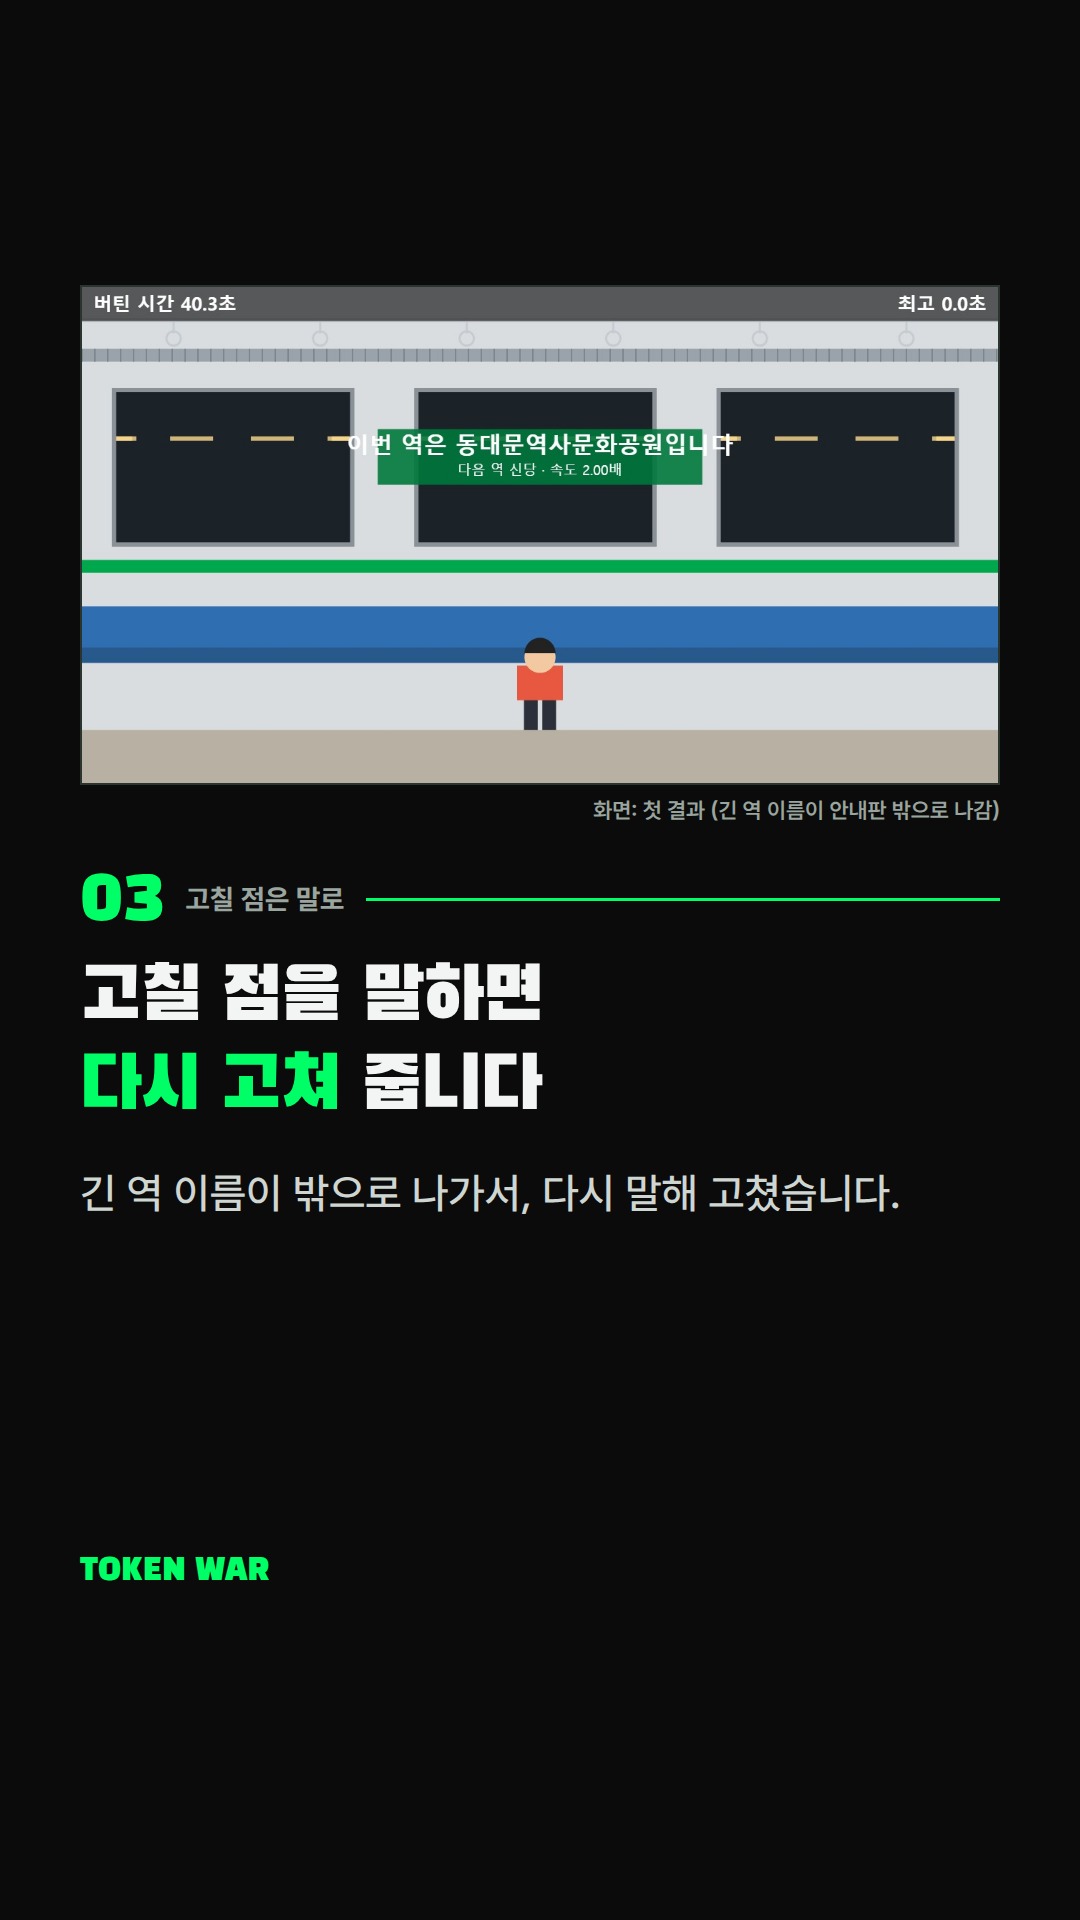 버틴 시간 40.3초
최고 0.0초
이번 역은 동대문역사문화공원입니다
다음 역 신당 · 속도 2.00배
화면: 첫 결과 (긴 역 이름이 안내판 밖으로 나감)
03 고칠 점은 말로
고칠 점을 말하면
다시 고쳐 줍니다
긴 역 이름이 밖으로 나가서, 다시 말해 고쳤습니다.
TOKEN WAR